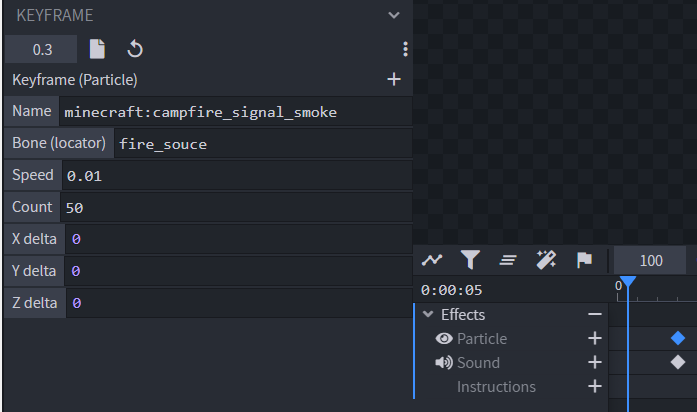 KEYFRAME
0.3
Keyframe (Particle)
Name minecraft:campfire_signal_smoke
Bone (locator) fire_souce
Speed 0.01
Count 50
X delta 0
Y delta 0
Z delta 0
100
0:00:05
0
Effects
Particle
Sound
Instructions